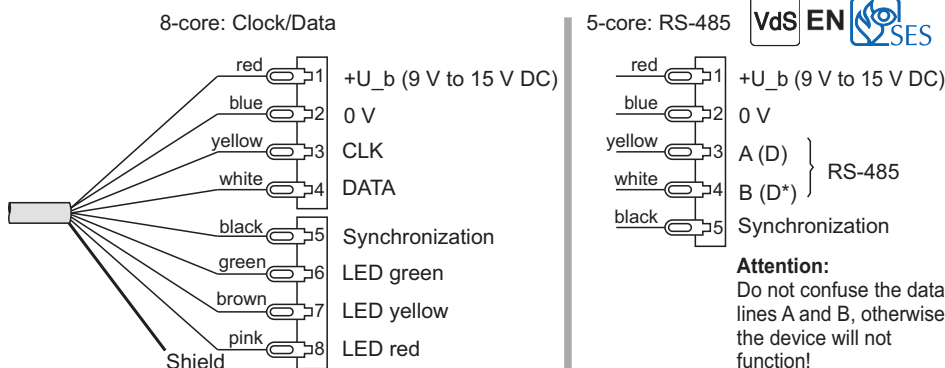 8-core: Clock/Data
red 1 +U_b (9 V to 15 V DC)
blue 2 0 V
yellow 3 CLK
white 4 DATA
black 5 Synchronization
green 6 LED green
brown 7 LED yellow
pink 8 LED red
Shield
5-core: RS-485 VdS EN SES
red 1 +U_b (9 V to 15 V DC)
blue 2 0 V
yellow 3 A (D)
white 4 B (D*)
RS-485
black 5 Synchronization
Attention:
Do not confuse the data
lines A and B, otherwise
the device will not
function!